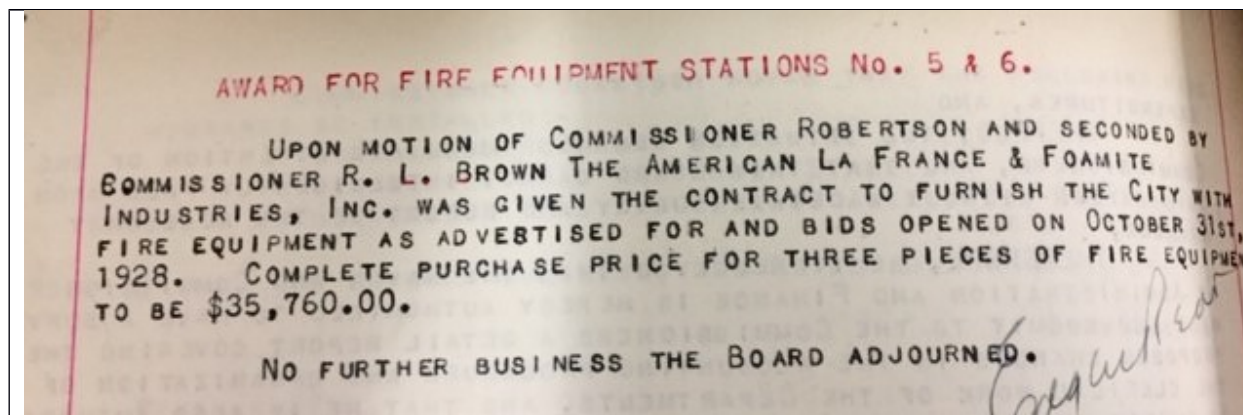 AWARD FOR FIRE EQUIPMENT STATIONS No. 5 & 6.
UPON MOTION OF COMMISSIONER ROBERTSON AND SECONDED BY
COMMISSIONER R. L. BROWN THE AMERICAN LA FRANCE & FOAMITE
INDUSTRIES, INC. WAS GIVEN THE CONTRACT TO FURNISH THE CITY WITH
FIRE EQUIPMENT AS ADVERTISED FOR AND BIDS OPENED ON OCTOBER 31ST,
1928. COMPLETE PURCHASE PRICE FOR THREE PIECES OF FIRE EQUIPMEN
TO BE $35,760.00.
NO FURTHER BUSINESS THE BOARD ADJOURNED.